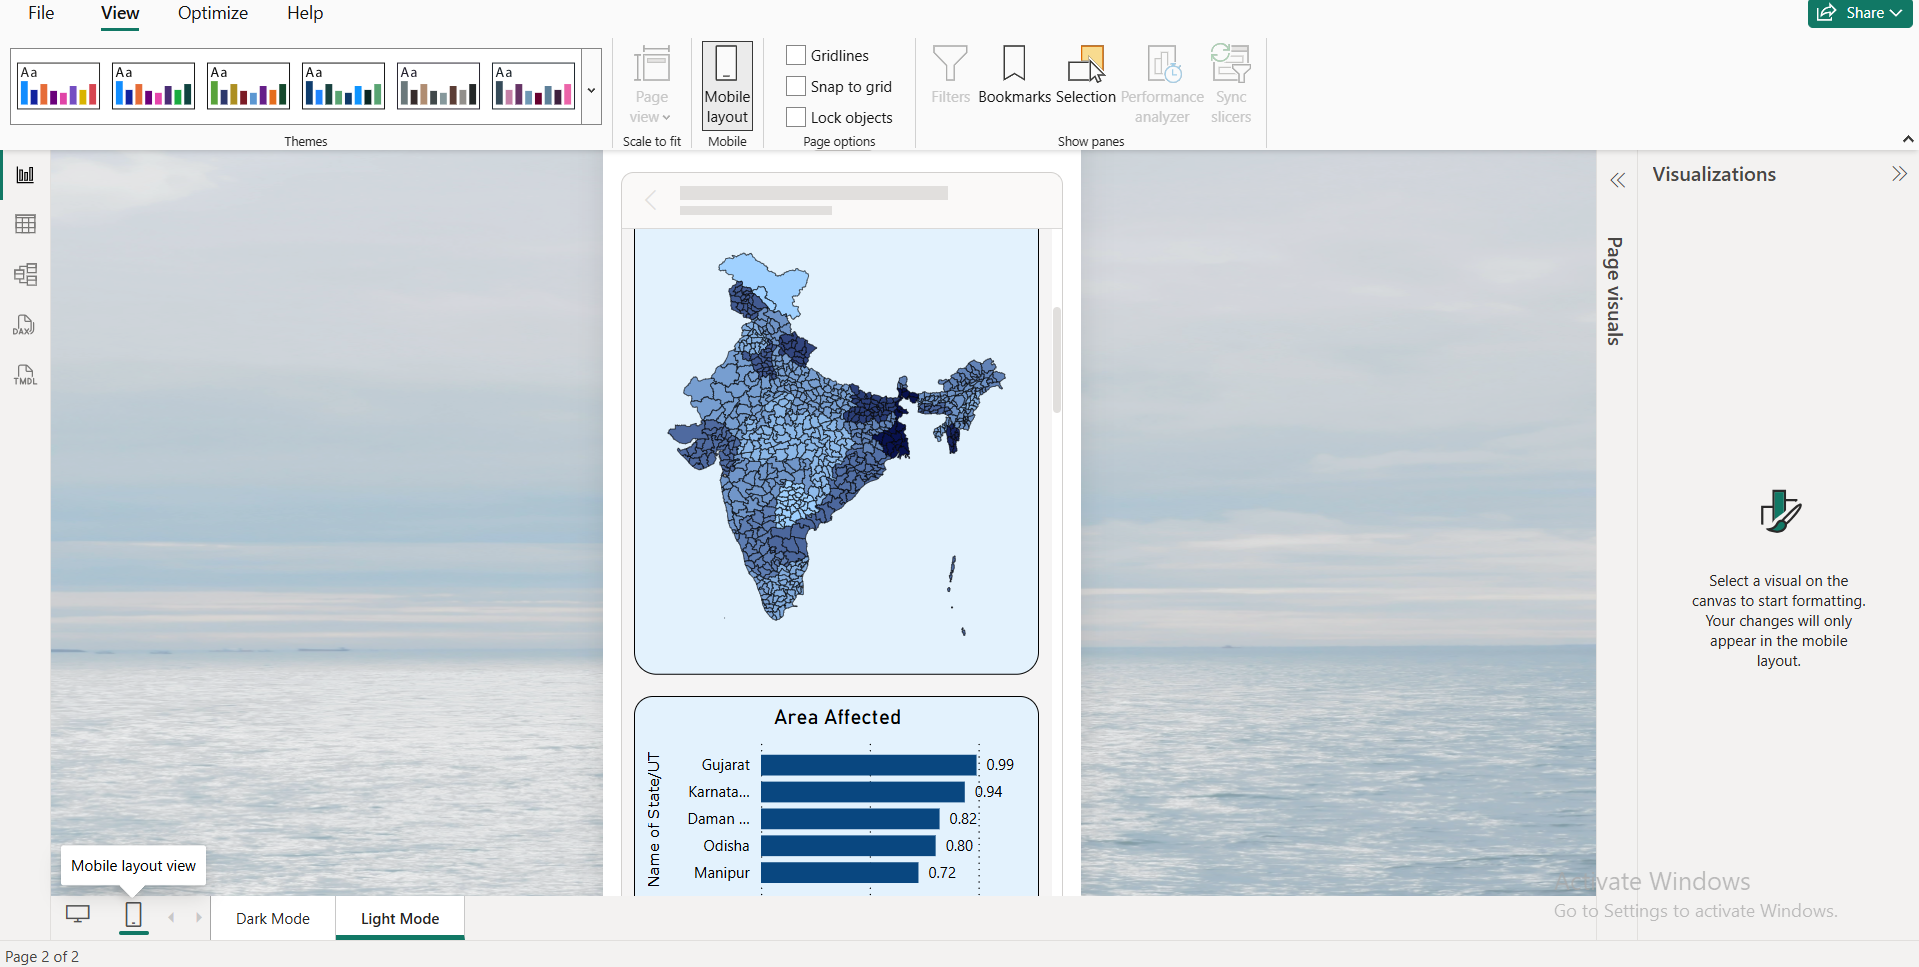 File View Optimize Help
Share
Aa Aa Aa Aa Aa Aa
Themes
Page view
Scale to fit
Mobile layout
Mobile
Gridlines
Snap to grid
Lock objects
Page options
Filters
Bookmarks
Selection
Performance analyzer
Sync slicers
Show panes
DAX
TMDL
Page visuals
Visualizations
Select a visual on the
canvas to start formatting.
Your changes will only
appear in the mobile
layout.
Area Affected
Name of State/UT
Gujarat 0.99
Karnata... 0.94
Daman ... 0.82
Odisha 0.80
Manipur 0.72
Mobile layout view
vate Windows
Go to Settings to activate Windows.
Dark Mode
Light Mode
Page 2 of 2